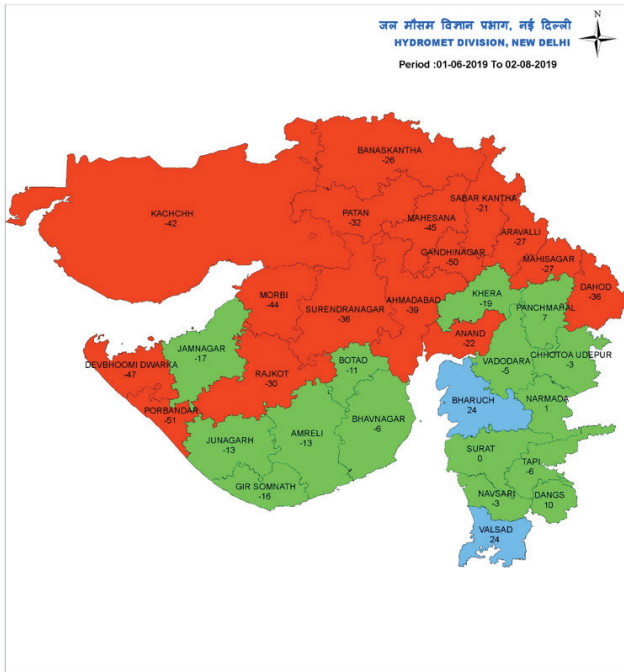 जल मौसम विज्ञान प्रभाग, नई दिल्ली
HYDROMET DIVISION, NEW DELHI
N
Period :01-06-2019 To 02-08-2019
BANASKANTHA
-26
KACHCHH
-42
PATAN
-32
MAHESANA
-45
SABAR KANTHA
-21
ARAVALLI
-27
GANDHINAGAR
-50
MAHISAGAR
-27
DAHOD
-36
MORBI
-44
SURENDRANAGAR
-36
AHMADABAD
-39
KHERA
-19
PANCHMAHAL
7
ANAND
-22
JAMNAGAR
-17
DEVBHOOMI DWARKA
-47
RAJKOT
-30
BOTAD
-11
VADODARA
-5
CHHOTOA UDEPUR
-3
PORBANDAR
-51
BHARUCH
24
NARMADA
1
JUNAGARH
-13
AMRELI
-13
BHAVNAGAR
-6
GIR SOMNATH
-16
SURAT
0
TAPI
-6
NAVSARI
-3
DANGS
10
VALSAD
24